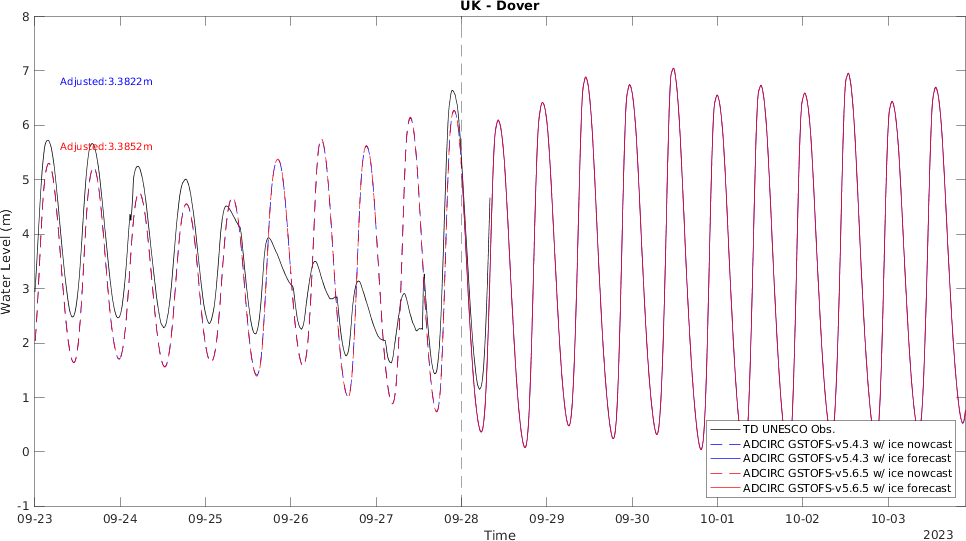 UK - Dover
8
7
6
5
4
3
2
1
0
-1
Water Level (m)
Adjusted:3.3822m
Adjusted:3.3852m
TD UNESCO Obs.
ADCIRC GSTOFS-v5.4.3 w/ ice nowcast
ADCIRC GSTOFS-v5.4.3 w/ ice forecast
ADCIRC GSTOFS-v5.6.5 w/ ice nowcast
ADCIRC GSTOFS-v5.6.5 w/ ice forecast
09-23 09-24 09-25 09-26 09-27 09-28 09-29 09-30 10-01 10-02 10-03
Time
2023